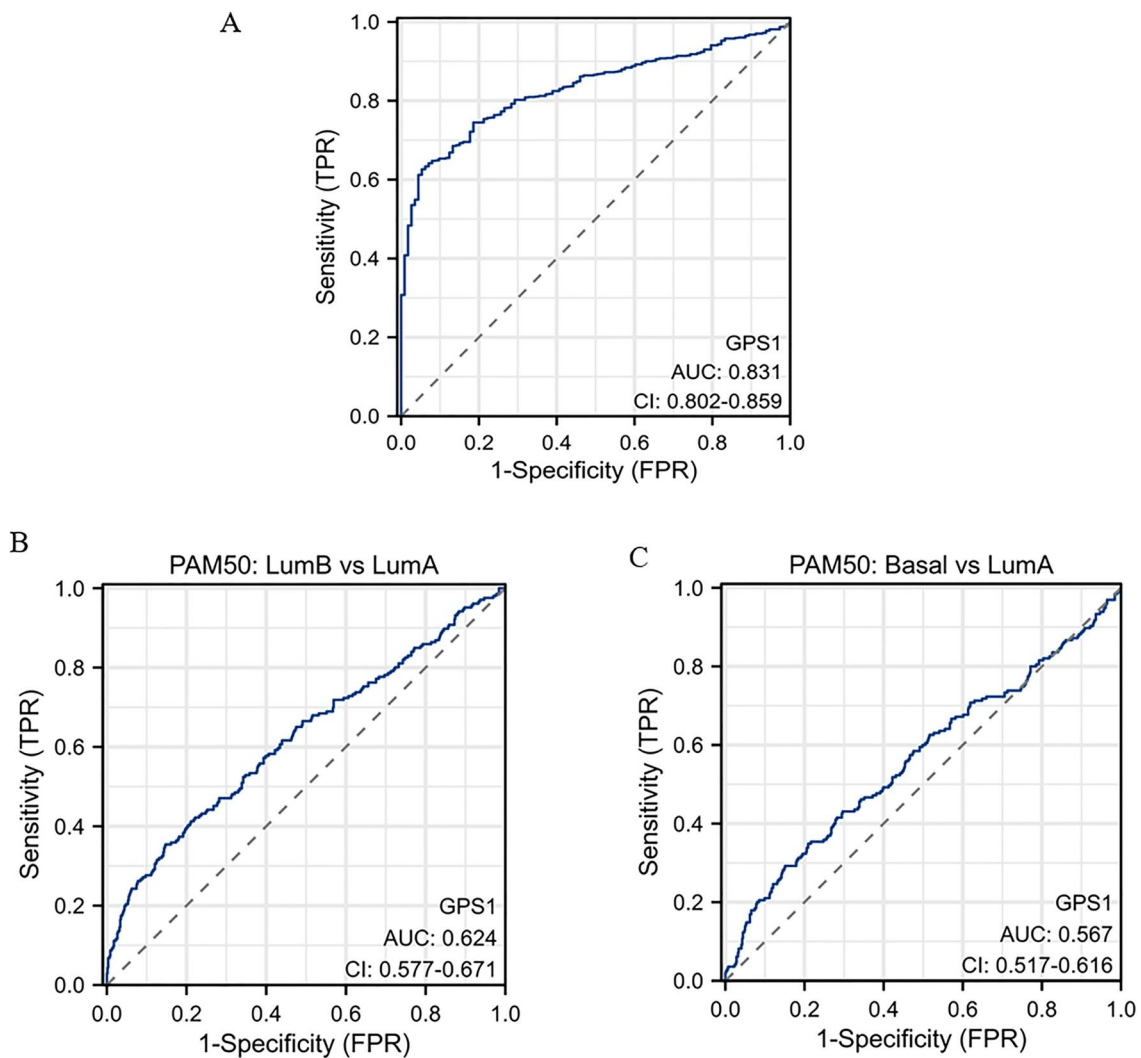 A
1.0
0.8
0.6
0.4
0.2
0.0
Sensitivity (TPR)
GPS1
AUC: 0.831
CI: 0.802-0.859
0.0 0.2 0.4 0.6 0.8 1.0
1-Specificity (FPR)
B
PAM50: LumB vs LumA
1.0
0.8
0.6
0.4
0.2
0.0
Sensitivity (TPR)
GPS1
AUC: 0.624
CI: 0.577-0.671
0.0 0.2 0.4 0.6 0.8 1.0
1-Specificity (FPR)
C
PAM50: Basal vs LumA
1.0
0.8
0.6
0.4
0.2
0.0
Sensitivity (TPR)
GPS1
AUC: 0.567
CI: 0.517-0.616
0.0 0.2 0.4 0.6 0.8 1.0
1-Specificity (FPR)